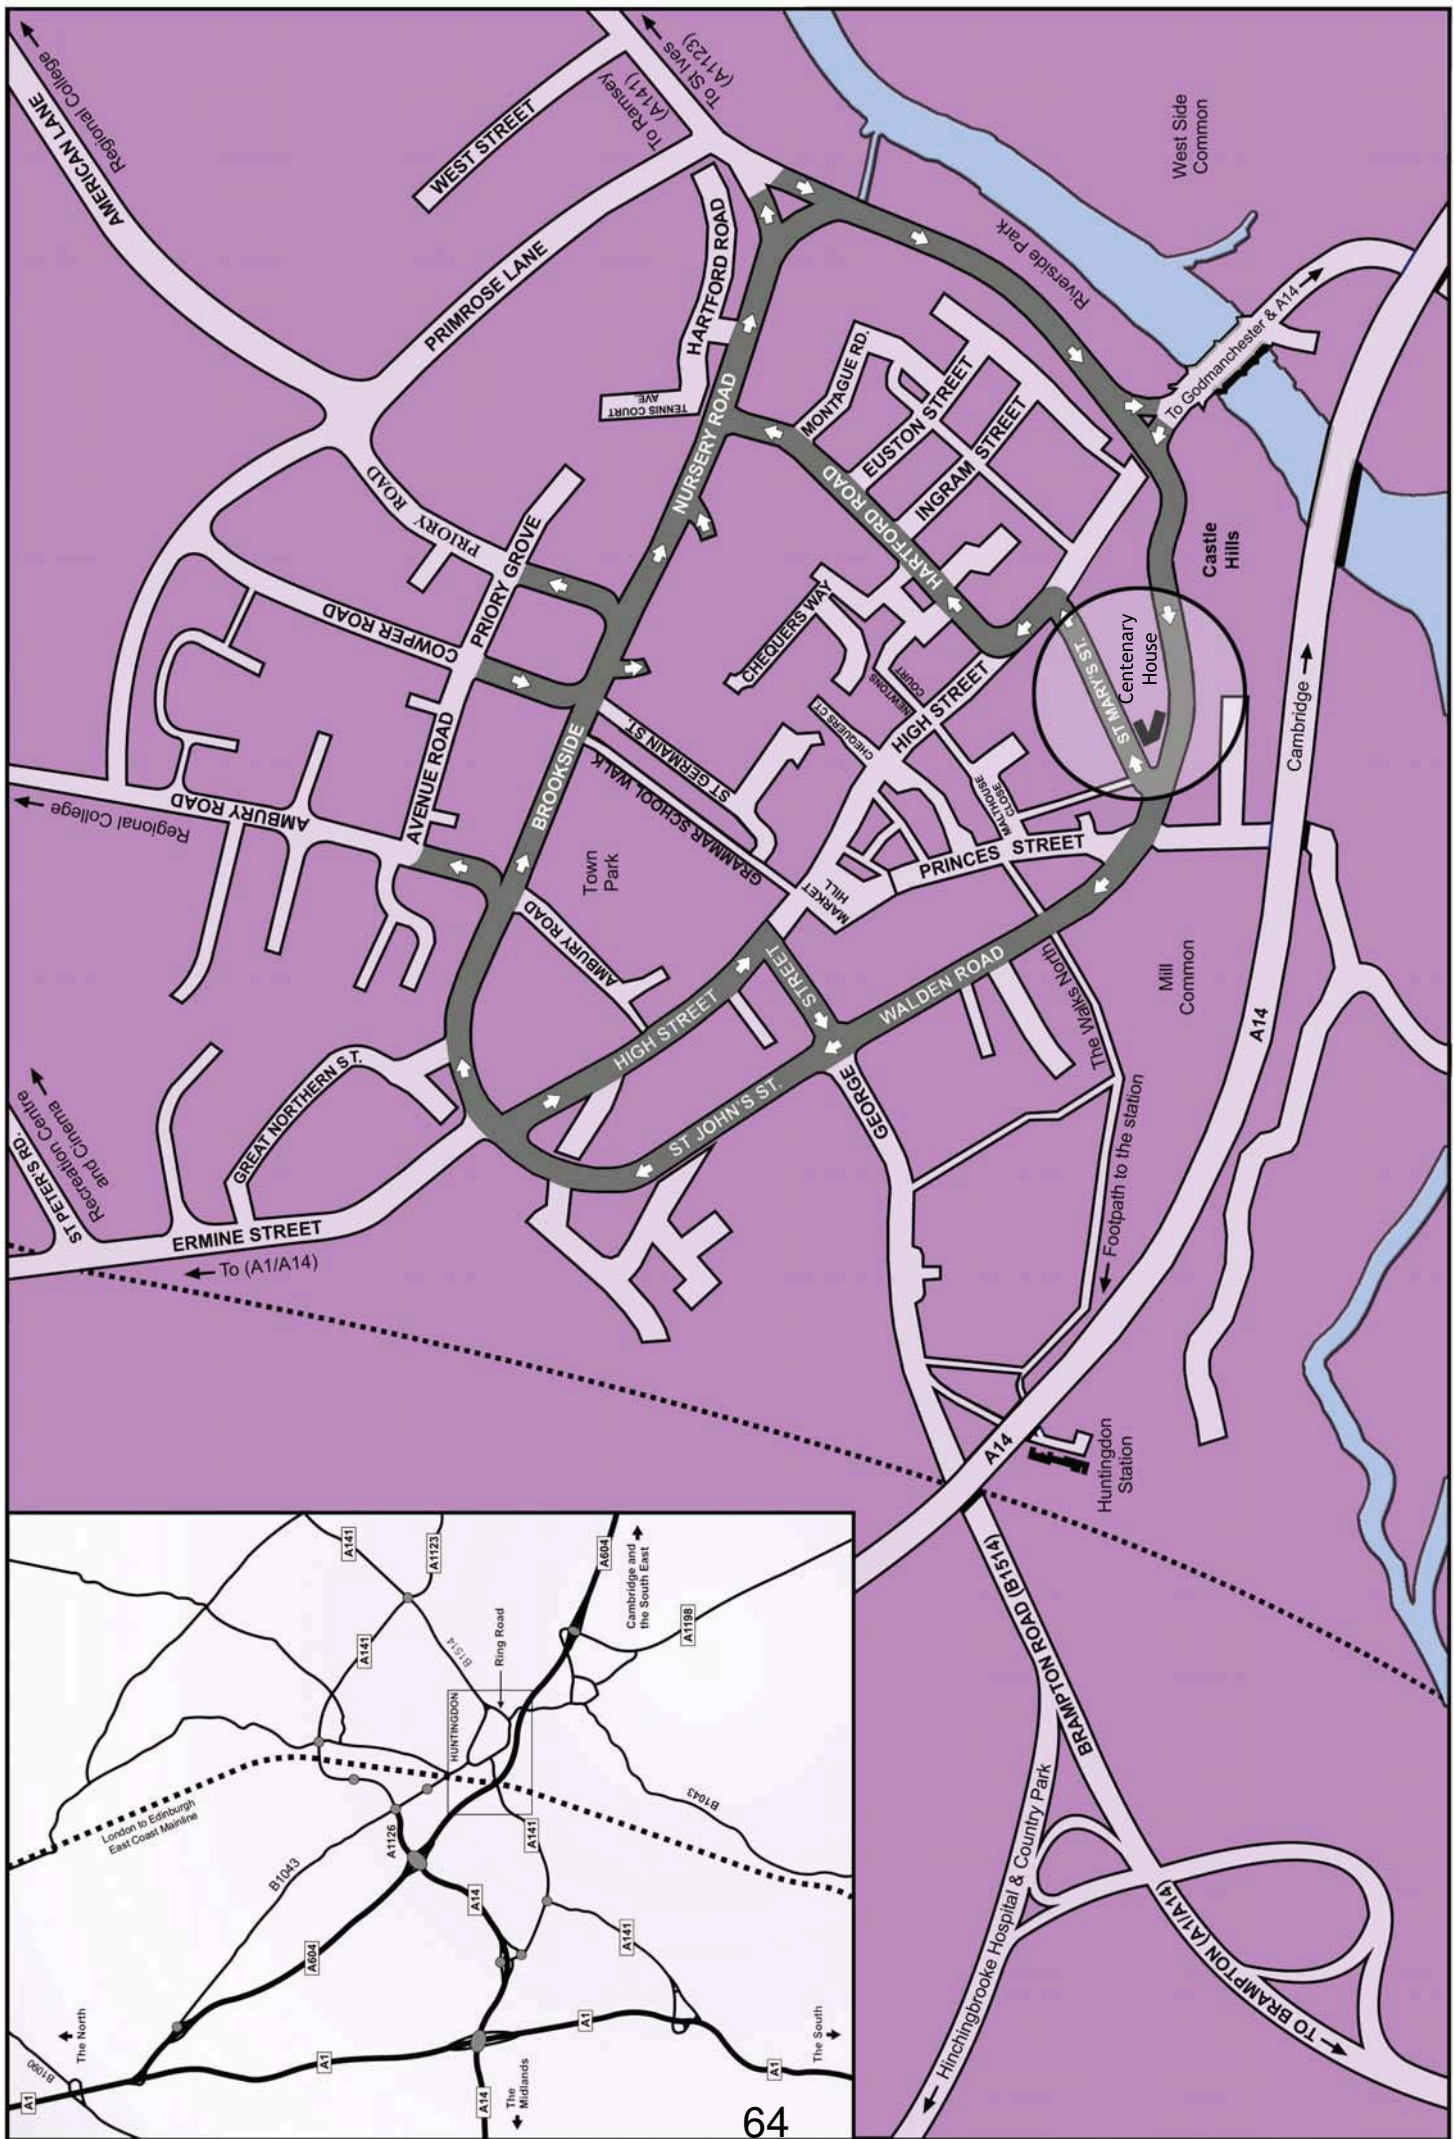 AMERICAN LANE
Regional College
WEST STREET
To Ramsey
(A141)
To St Ives
(A1123)
West Side
Common
PRIMROSE LANE
HARTFORD ROAD
Riverside Park
TENNIS COURT
AVE.
NURSERY ROAD
MONTAGUE RD.
EUSTON STREET
INGRAM STREET
To Godmanchester & A14
PRIORY ROAD
PRIORY GROVE
COWPER ROAD
HARTFORD ROAD
CHEQUERS WAY
Castle
Hills
Centenary
House
ST MARY'S ST.
NEWTONS
COURT
HIGH STREET
CHEQUERS CT.
Cambridge
AVENUE ROAD
BROOKSIDE
ST GERMAIN ST.
GRAMMAR SCHOOL WALK
MALTHOUSE
CLOSE
AMBURY ROAD
Regional College
Town
Park
MARKET
HILL
PRINCES STREET
AMBURY ROAD
HIGH STREET
STREET
WALDEN ROAD
The Walks North
Mill
Common
A14
GEORGE
ST JOHN'S ST.
Footpath to the station
GREAT NORTHERN ST.
Recreation Centre
and Cinema
ST PETER'S RD.
ERMINE STREET
To (A1/A14)
A14
Huntingdon
Station
BRAMPTON ROAD (B1514)
Hinchingbrooke Hospital & Country Park
TO BRAMPTON (A1/A14)
A141
A1123
A604
Cambridge and
the South East
A141
B1514
Ring Road
A1198
HUNTINGDON
London to Edinburgh
East Coast Mainline
B1043
A1126
A141
B1043
A14
A604
A141
The North
A1
The South
B1090
A1
A1
A1
A14
The
Midlands
64